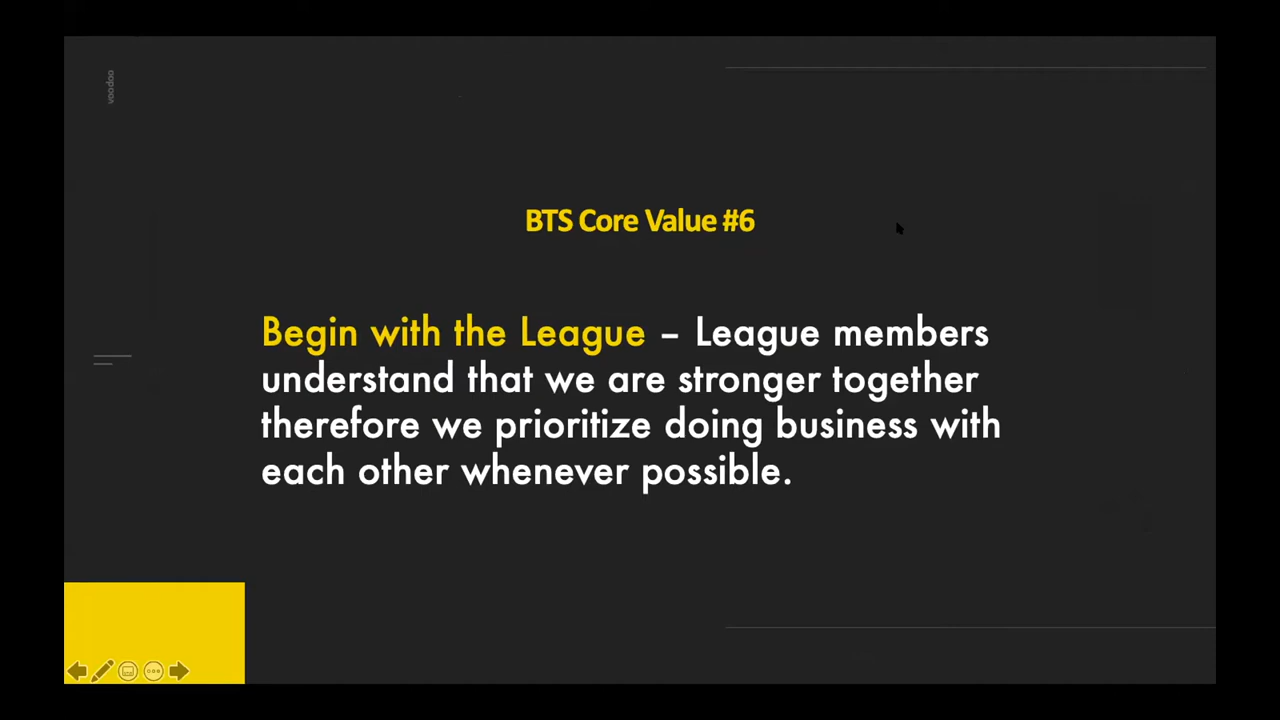 voodoo
BTS Core Value #6
Begin with the League – League members
understand that we are stronger together
therefore we prioritize doing business with
each other whenever possible.